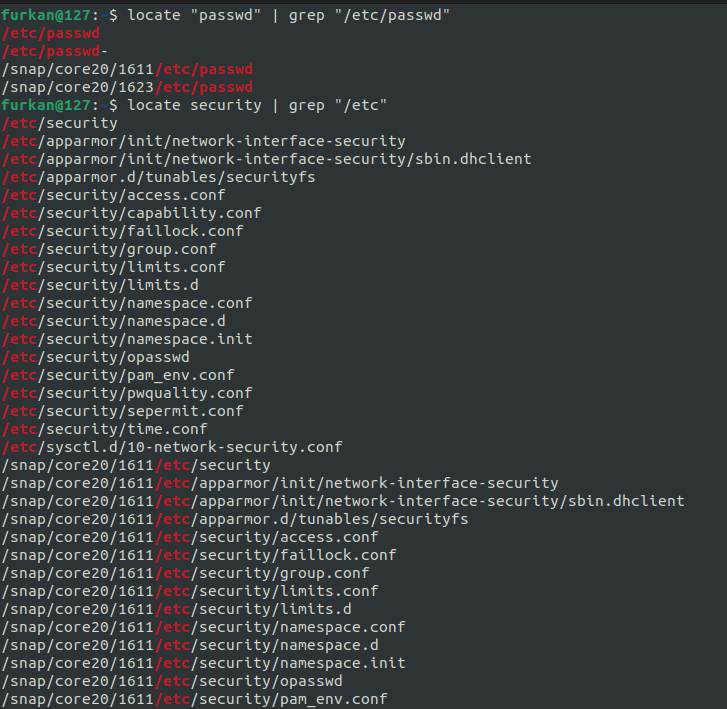 furkan@127:~$ locate "passwd" | grep "/etc/passwd"
/etc/passwd
/etc/passwd-
/snap/core20/1611/etc/passwd
/snap/core20/1623/etc/passwd
furkan@127:~$ locate security | grep "/etc"
/etc/security
/etc/apparmor/init/network-interface-security
/etc/apparmor/init/network-interface-security/sbin.dhclient
/etc/apparmor.d/tunables/securityfs
/etc/security/access.conf
/etc/security/capability.conf
/etc/security/faillock.conf
/etc/security/group.conf
/etc/security/limits.conf
/etc/security/limits.d
/etc/security/namespace.conf
/etc/security/namespace.d
/etc/security/namespace.init
/etc/security/opasswd
/etc/security/pam_env.conf
/etc/security/pwquality.conf
/etc/security/sepermit.conf
/etc/security/time.conf
/etc/sysctl.d/10-network-security.conf
/snap/core20/1611/etc/security
/snap/core20/1611/etc/apparmor/init/network-interface-security
/snap/core20/1611/etc/apparmor/init/network-interface-security/sbin.dhclient
/snap/core20/1611/etc/apparmor.d/tunables/securityfs
/snap/core20/1611/etc/security/access.conf
/snap/core20/1611/etc/security/faillock.conf
/snap/core20/1611/etc/security/group.conf
/snap/core20/1611/etc/security/limits.conf
/snap/core20/1611/etc/security/limits.d
/snap/core20/1611/etc/security/namespace.conf
/snap/core20/1611/etc/security/namespace.d
/snap/core20/1611/etc/security/namespace.init
/snap/core20/1611/etc/security/opasswd
/snap/core20/1611/etc/security/pam_env.conf